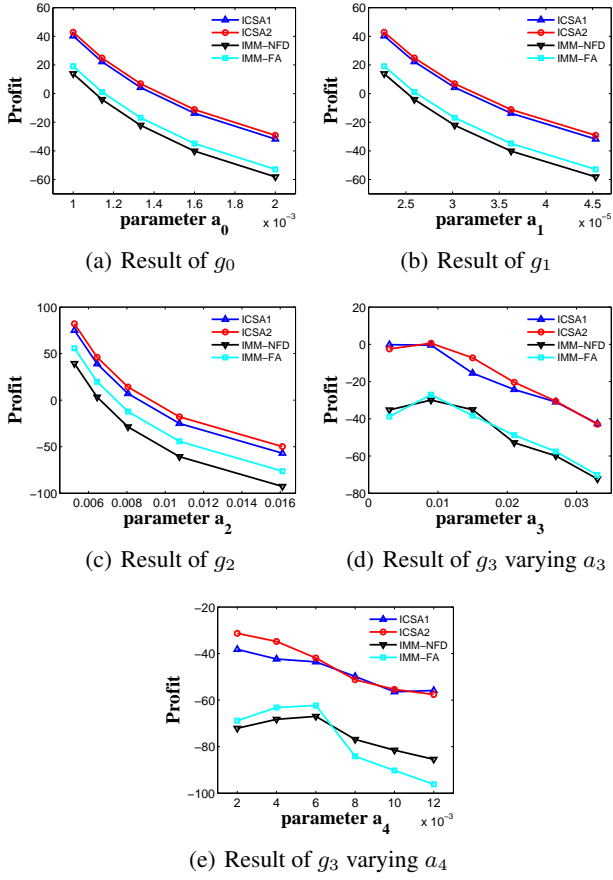 60
40
20
0
−20
−40
−60
Profit
ICSA1
ICSA2
IMM−NFD
IMM−FA
1 1.2 1.4 1.6 1.8 2
x 10⁻³
parameter a₀
(a) Result of g₀
60
40
20
0
−20
−40
−60
Profit
ICSA1
ICSA2
IMM−NFD
IMM−FA
2.5 3 3.5 4 4.5
x 10⁻⁵
parameter a₁
(b) Result of g₁
100
50
0
−50
−100
Profit
ICSA1
ICSA2
IMM−NFD
IMM−FA
0.006 0.008 0.01 0.012 0.014 0.016
parameter a₂
(c) Result of g₂
20
0
−20
−40
−60
−80
Profit
ICSA1
ICSA2
IMM−NFD
IMM−FA
0 0.01 0.02 0.03
parameter a₃
(d) Result of g₃ varying a₃
−20
−40
−60
−80
−100
Profit
ICSA1
ICSA2
IMM−NFD
IMM−FA
2 4 6 8 10 12
x 10⁻³
parameter a₄
(e) Result of g₃ varying a₄